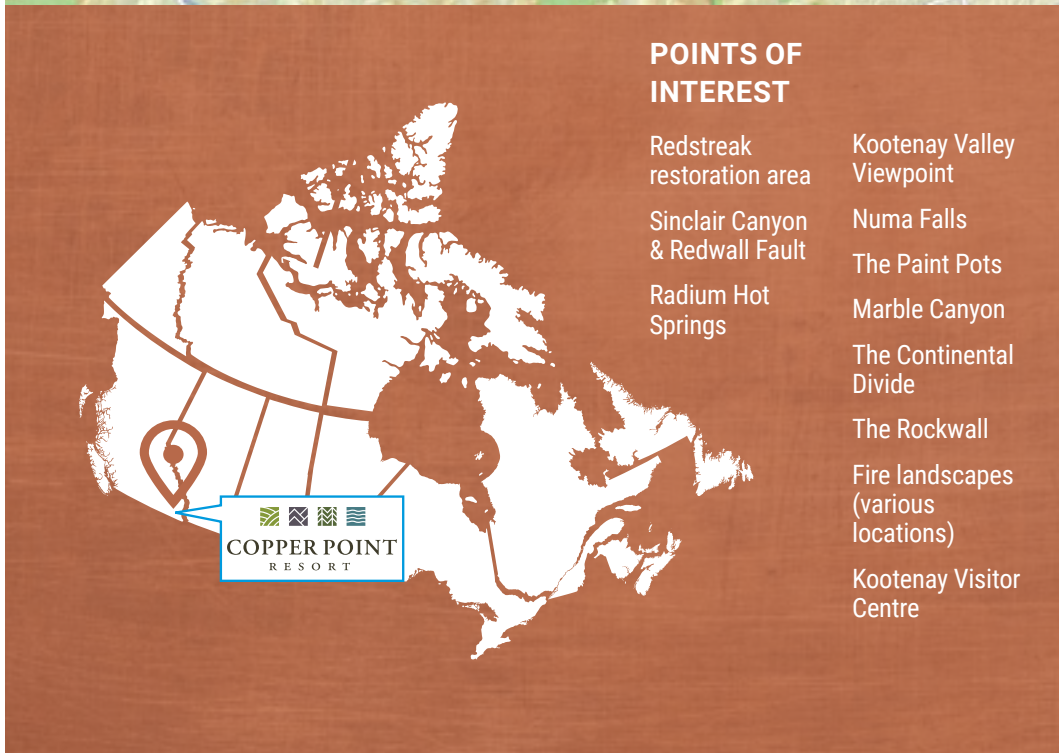 POINTS OF
INTEREST
Redstreak
restoration area
Sinclair Canyon
& Redwall Fault
Radium Hot
Springs
Kootenay Valley
Viewpoint
Numa Falls
The Paint Pots
Marble Canyon
The Continental
Divide
The Rockwall
Fire landscapes
(various
locations)
Kootenay Visitor
Centre
COPPER POINT
RESORT